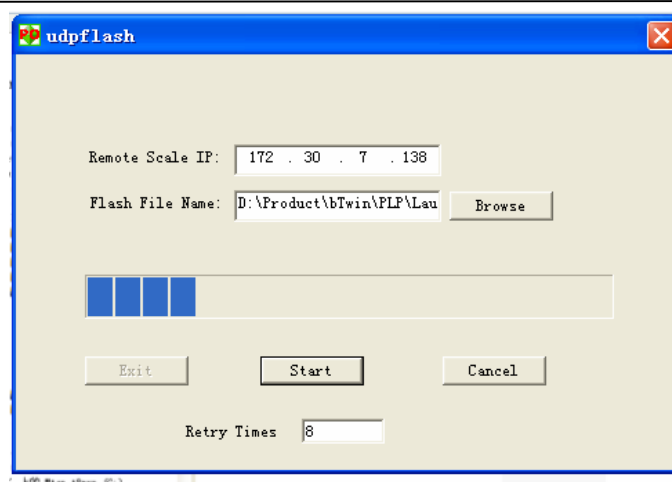 udpflash
Remote Scale IP: 172 . 30 . 7 . 138
Flash File Name: D:\Product\bTwin\PLP\Lau Browse
Exit Start Cancel
Retry Times 8